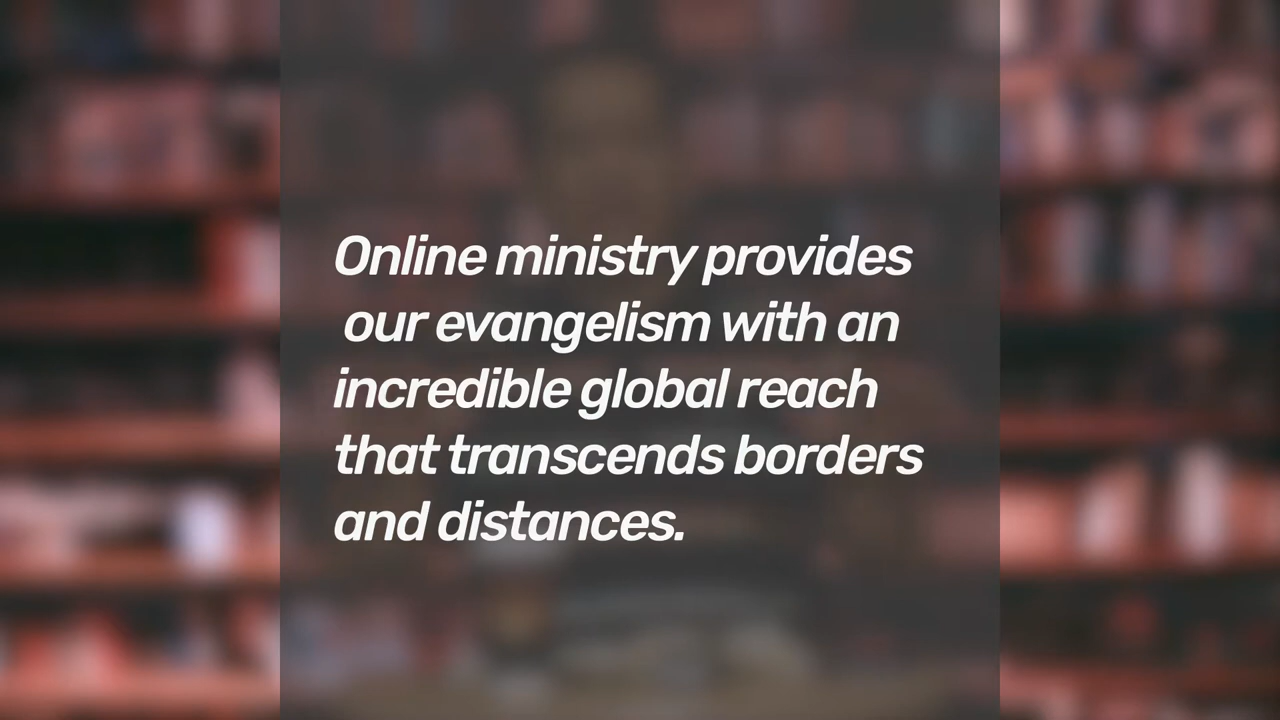 Online ministry provides
our evangelism with an
incredible global reach
that transcends borders
and distances.